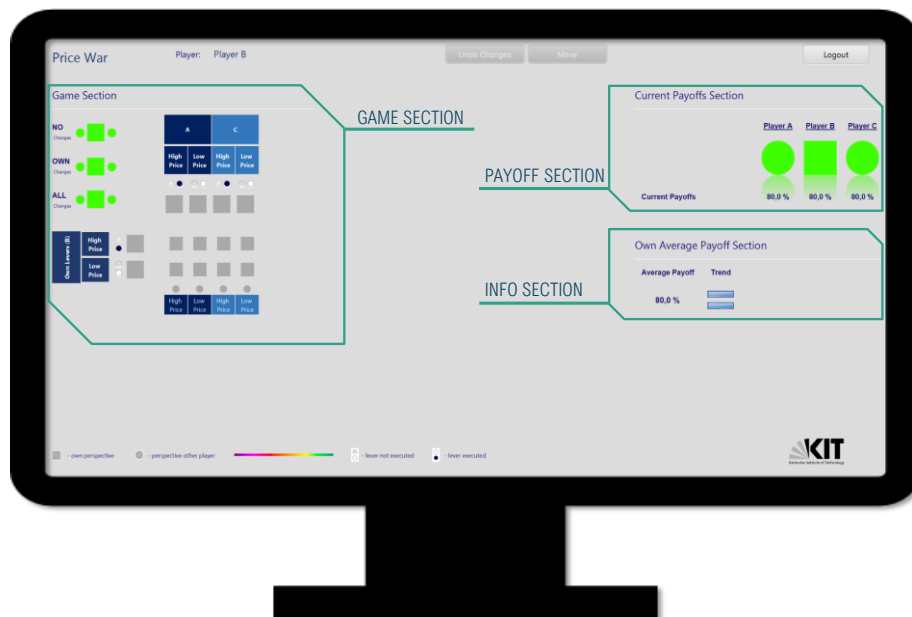 Price War
Player: Player B
Undo Changes
Move
Logout
Game Section
GAME SECTION
NO
Changes
OWN
Changes
ALL
Changes
A
C
High Price
Low Price
High Price
Low Price
Own Levers (B)
High Price
Low Price
High Price
Low Price
High Price
Low Price
PAYOFF SECTION
Current Payoffs Section
Player A
Player B
Player C
Current Payoffs
80,0 %
80,0 %
80,0 %
INFO SECTION
Own Average Payoff Section
Average Payoff
Trend
80,0 %
- own perspective
- perspective other player
- lever not executed
- lever executed
KIT
Karlsruhe Institute of Technology